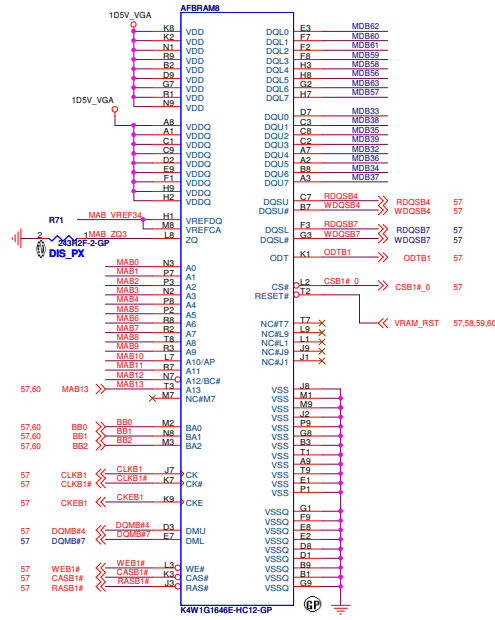 AFBRAM8
1D5V_VGA
K8 VDD
K2 VDD
N1 VDD
R9 VDD
B2 VDD
D9 VDD
G7 VDD
R1 VDD
N9 VDD
1D5V_VGA
A8 VDDQ
A1 VDDQ
C1 VDDQ
C9 VDDQ
D2 VDDQ
E9 VDDQ
F1 VDDQ
H9 VDDQ
H2 VDDQ
R71 MAB_VREF34 H1 VREFDQ
M8 VREFCA
2 1 MAB_ZQ3 L8 ZQ
243R2F-2-GP
DIS_PX
MAB0 N3 A0
MAB1 P7 A1
MAB2 P3 A2
MAB3 N2 A3
MAB4 P8 A4
MAB5 P2 A5
MAB6 R8 A6
MAB7 R2 A7
MAB8 T8 A8
MAB9 R3 A9
MAB10 L7 A10/AP
MAB11 R7 A11
MAB12 N7 A12/BC#
57,60 MAB13 MAB13 T3 A13
M7 NC#M7
57,60 BB0 BB0 M2 BA0
57,60 BB1 BB1 N8 BA1
57,60 BB2 BB2 M3 BA2
57 CLKB1 CLKB1 J7 CK
57 CLKB1# CLKB1# K7 CK#
57 CKEB1 CKEB1 K9 CKE
57 DQMB#4 DQMB#4 D3 DMU
57 DQMB#7 DQMB#7 E7 DML
57 WEB1# WEB1# L3 WE#
57 CASB1# CASB1# K3 CAS#
57 RASB1# RASB1# J3 RAS#
DQL0 E3 MDB62
DQL1 F7 MDB60
DQL2 F2 MDB61
DQL3 F8 MDB59
DQL4 H3 MDB58
DQL5 H8 MDB56
DQL6 G2 MDB63
DQL7 H7 MDB57
DQU0 D7 MDB33
DQU1 C3 MDB38
DQU2 C8 MDB35
DQU3 C2 MDB39
DQU4 A7 MDB32
DQU5 A2 MDB36
DQU6 B8 MDB34
DQU7 A3 MDB37
DQSU C7 RDQSB4 RDQSB4 57
DQSU# B7 WDQSB4 WDQSB4 57
DQSL F3 RDQSB7 RDQSB7 57
DQSL# G3 WDQSB7 WDQSB7 57
ODT K1 ODTB1 ODTB1 57
CS# L2 CSB1#_0 CSB1#_0 57
RESET# T2
VRAM_RST 57,58,59,60
NC#T7 T7
NC#L9 L9
NC#L1 L1
NC#J9 J9
NC#J1 J1
VSS J8
VSS M1
VSS M9
VSS J2
VSS P9
VSS G8
VSS B3
VSS T1
VSS A9
VSS T9
VSS E1
VSS P1
VSSQ G1
VSSQ F9
VSSQ E8
VSSQ E2
VSSQ D8
VSSQ D1
VSSQ B9
VSSQ B1
VSSQ G9
K4W1G1646E-HC12-GP
GP